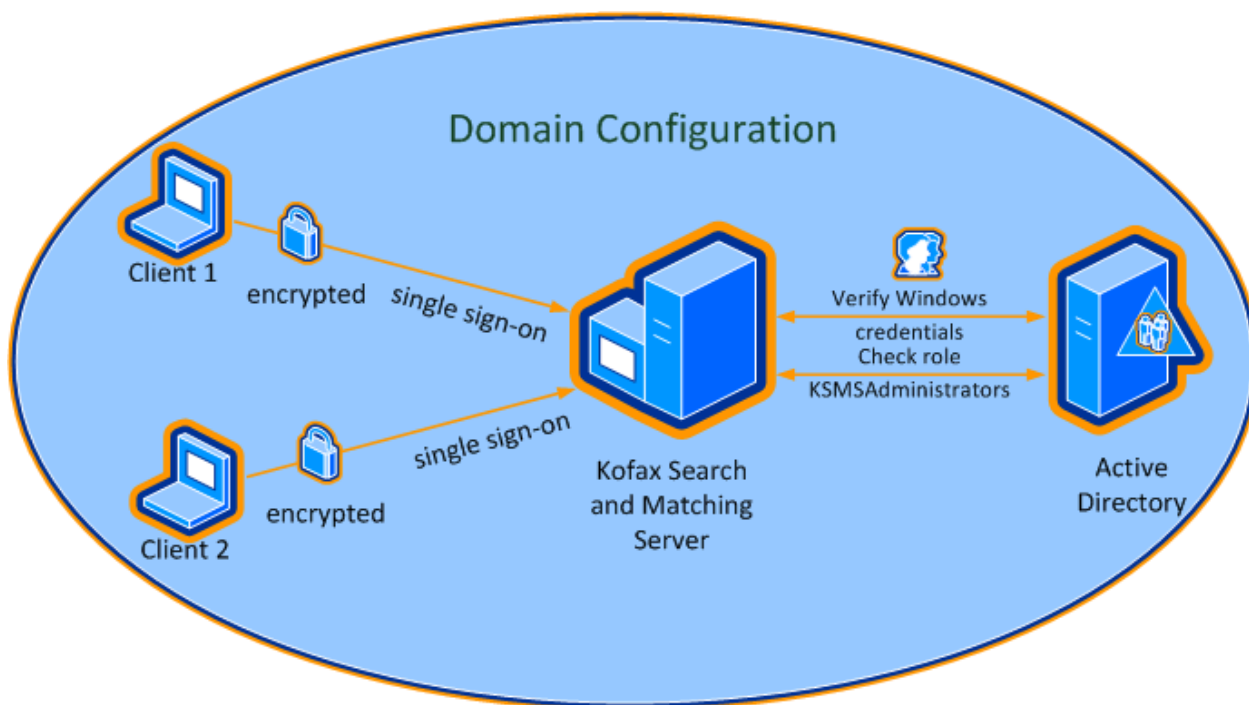 Domain Configuration
Client 1
encrypted
single sign-on
Verify Windows
credentials
Check role
KSMSAdministrators
Client 2
encrypted
single sign-on
Kofax Search
and Matching
Server
Active
Directory